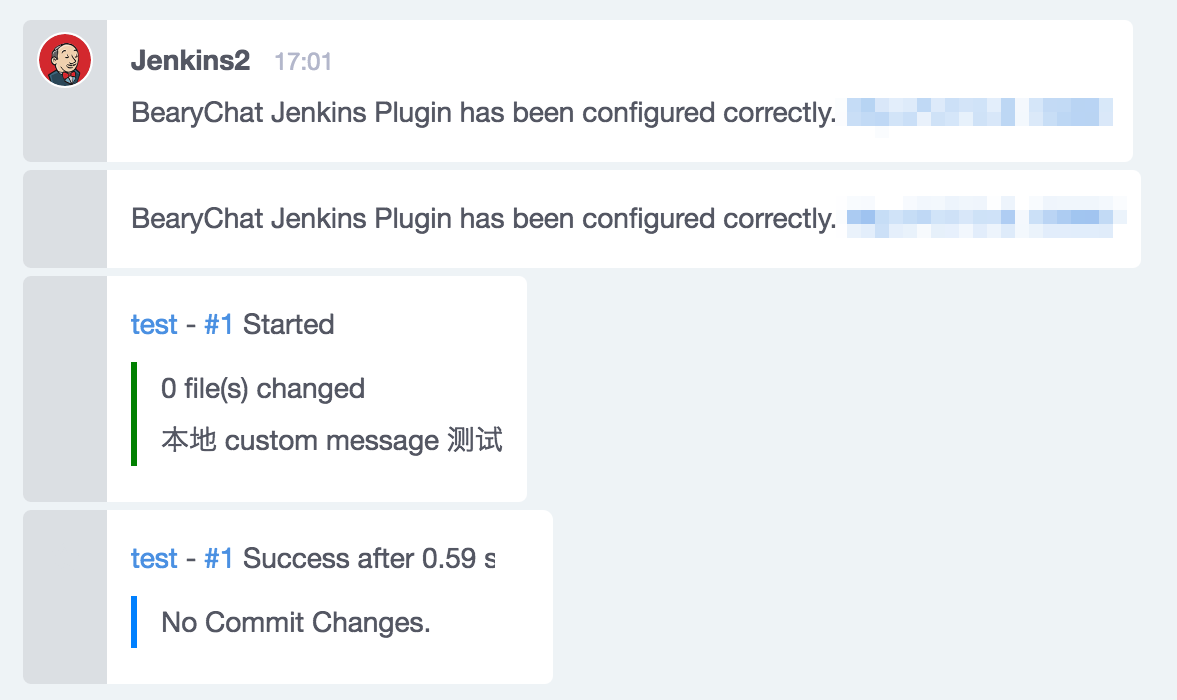 Jenkins2 17:01
BearyChat Jenkins Plugin has been configured correctly.
BearyChat Jenkins Plugin has been configured correctly.
test - #1 Started
0 file(s) changed
本地 custom message 测试
test - #1 Success after 0.59 s
No Commit Changes.